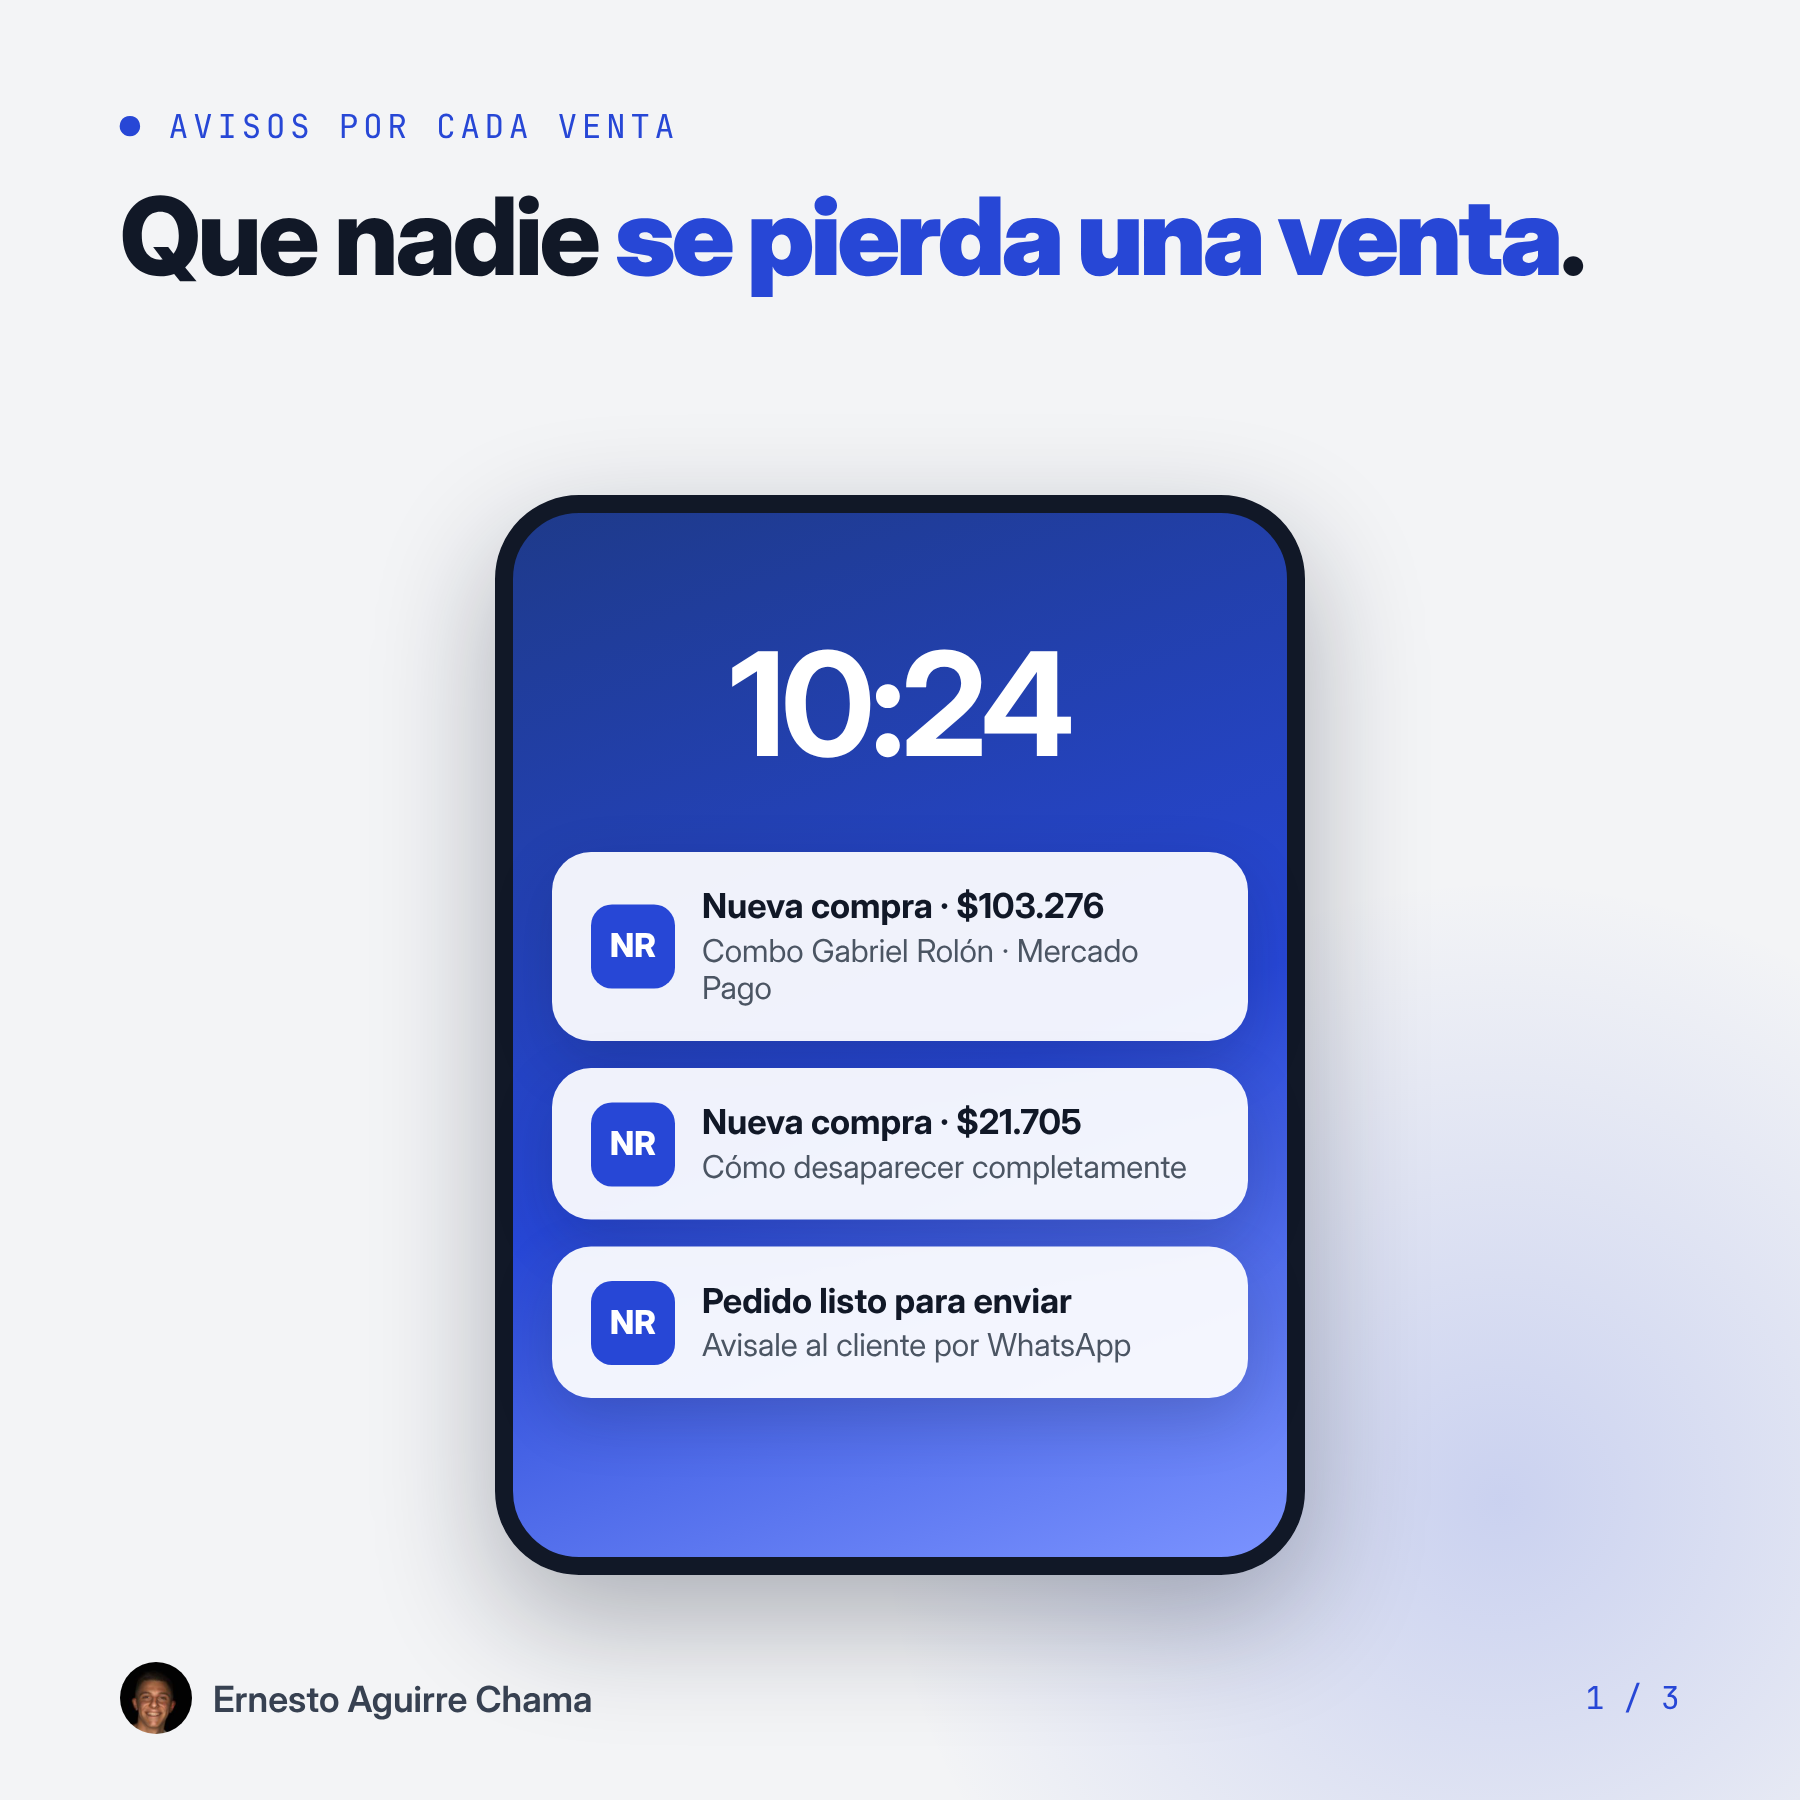 AVISOS POR CADA VENTA
Que nadie se pierda una venta.
10:24
NR
Nueva compra · $103.276
Combo Gabriel Rolón · Mercado
Pago
NR
Nueva compra · $21.705
Cómo desaparecer completamente
NR
Pedido listo para enviar
Avisale al cliente por WhatsApp
Ernesto Aguirre Chama
1 / 3